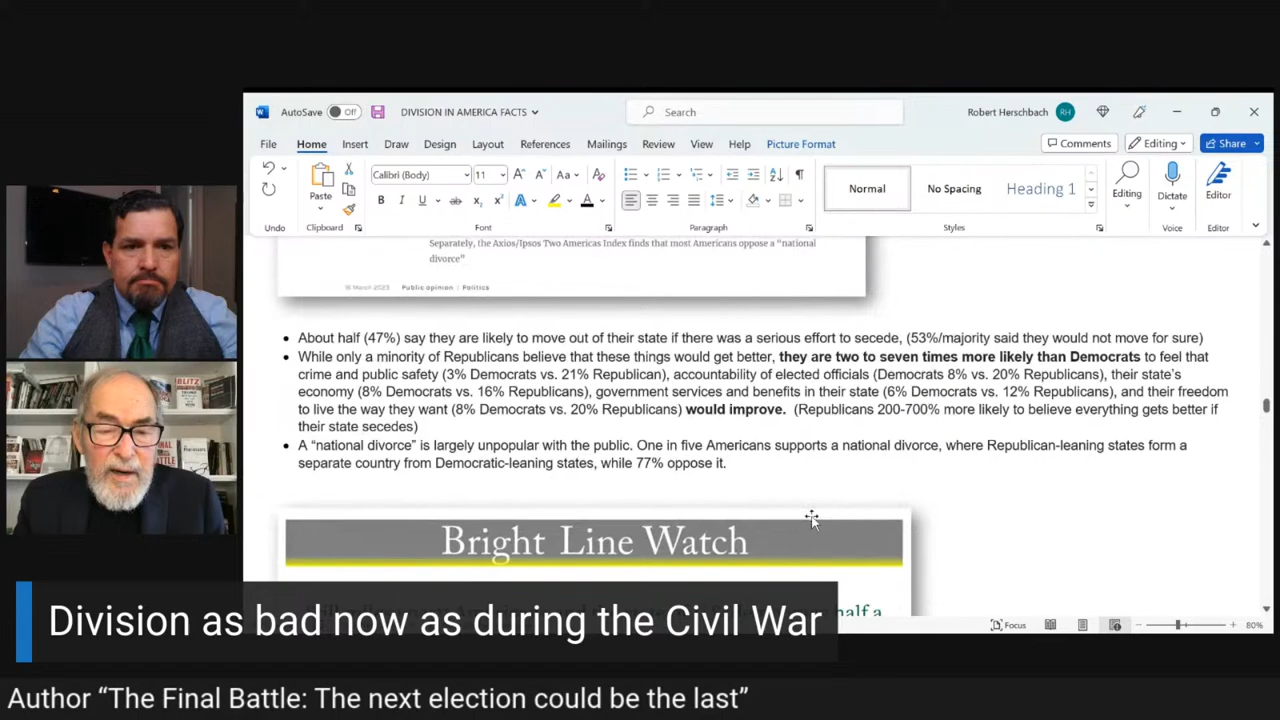 AutoSave Off DIVISION IN AMERICA FACTS Search Robert Herschbach RH
File Home Insert Draw Design Layout References Mailings Review View Help Picture Format Comments Editing Share
Calibri (Body) 11 Aa
Paste Normal No Spacing Heading 1 Editing Dictate Editor
B I U ab x₂ x² A A
Undo Clipboard Font Paragraph Styles Voice Editor
Separately, the Axios/Ipsos Two Americas Index finds that most Americans oppose a "national
divorce"
16 March 2023 Public opinion | Politics
• About half (47%) say they are likely to move out of their state if there was a serious effort to secede, (53%/majority said they would not move for sure)
• While only a minority of Republicans believe that these things would get better, they are two to seven times more likely than Democrats to feel that
crime and public safety (3% Democrats vs. 21% Republican), accountability of elected officials (Democrats 8% vs. 20% Republicans), their state's
economy (8% Democrats vs. 16% Republicans), government services and benefits in their state (6% Democrats vs. 12% Republicans), and their freedom
to live the way they want (8% Democrats vs. 20% Republicans) would improve. (Republicans 200-700% more likely to believe everything gets better if
their state secedes)
• A "national divorce" is largely unpopular with the public. One in five Americans supports a national divorce, where Republican-leaning states form a
separate country from Democratic-leaning states, while 77% oppose it.
Bright Line Watch
half a
Focus 80%
BLITZ
Division as bad now as during the Civil War
Author “The Final Battle: The next election could be the last”